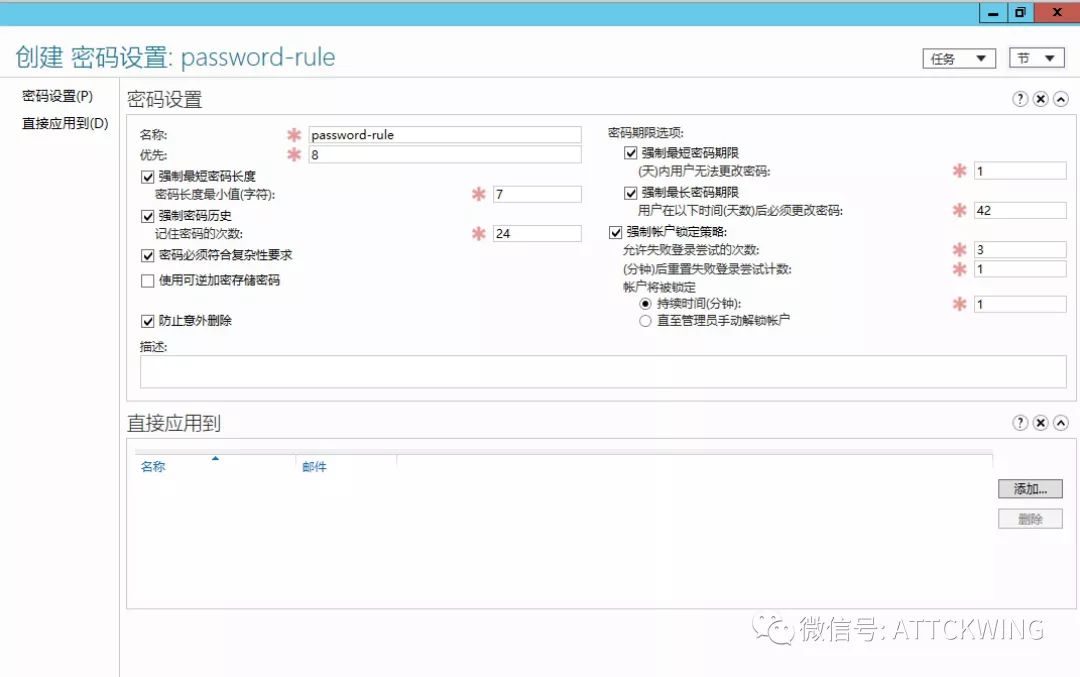 创建 密码设置: password-rule
任务
节
密码设置(P)
直接应用到(D)
密码设置
名称:
password-rule
优先:
8
强制最短密码长度
密码长度最小值(字符):
7
强制密码历史
记住密码的次数:
24
密码必须符合复杂性要求
使用可逆加密存储密码
防止意外删除
密码期限选项:
强制最短密码期限
(天)内用户无法更改密码:
1
强制最长密码期限
用户在以下时间(天数)后必须更改密码:
42
强制帐户锁定策略:
允许失败登录尝试的次数:
3
(分钟)后重置失败登录尝试计数:
1
帐户将被锁定
持续时间(分钟):
1
直至管理员手动解锁帐户
描述:
直接应用到
名称
邮件
添加...
删除
微信号: ATTCKWING